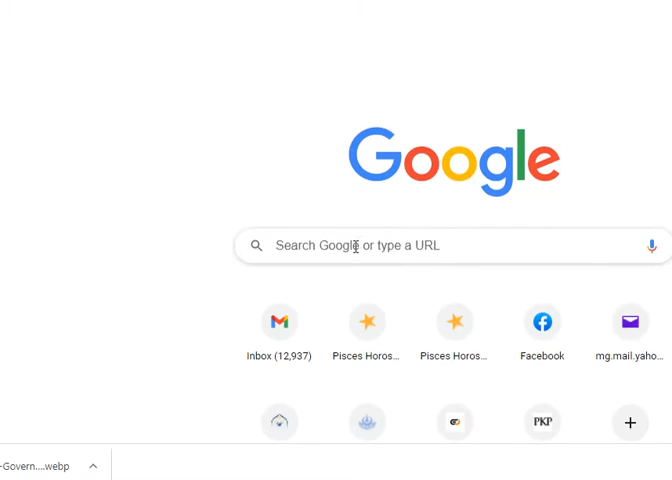 Google
Search Google or type a URL
Inbox (12,937)
Pisces Horos...
Pisces Horos...
Facebook
mg.mail.yaho...
PKP
-Govern....webp